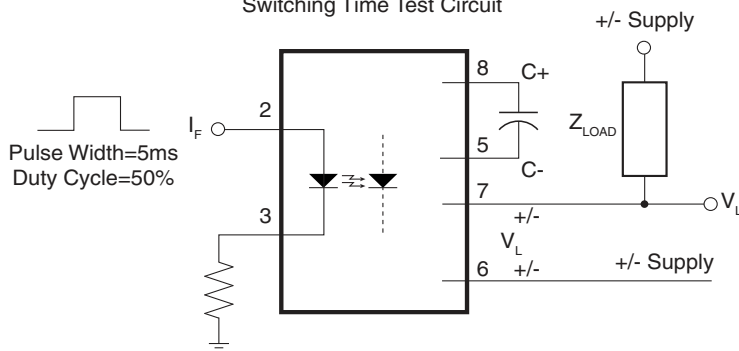 Switching Time Test Circuit
+/- Supply
8 C+
2
I_F
Z_LOAD
Pulse Width=5ms
Duty Cycle=50%
5
C-
7
+/-
V_L
3
V_L
6 +/-
+/- Supply